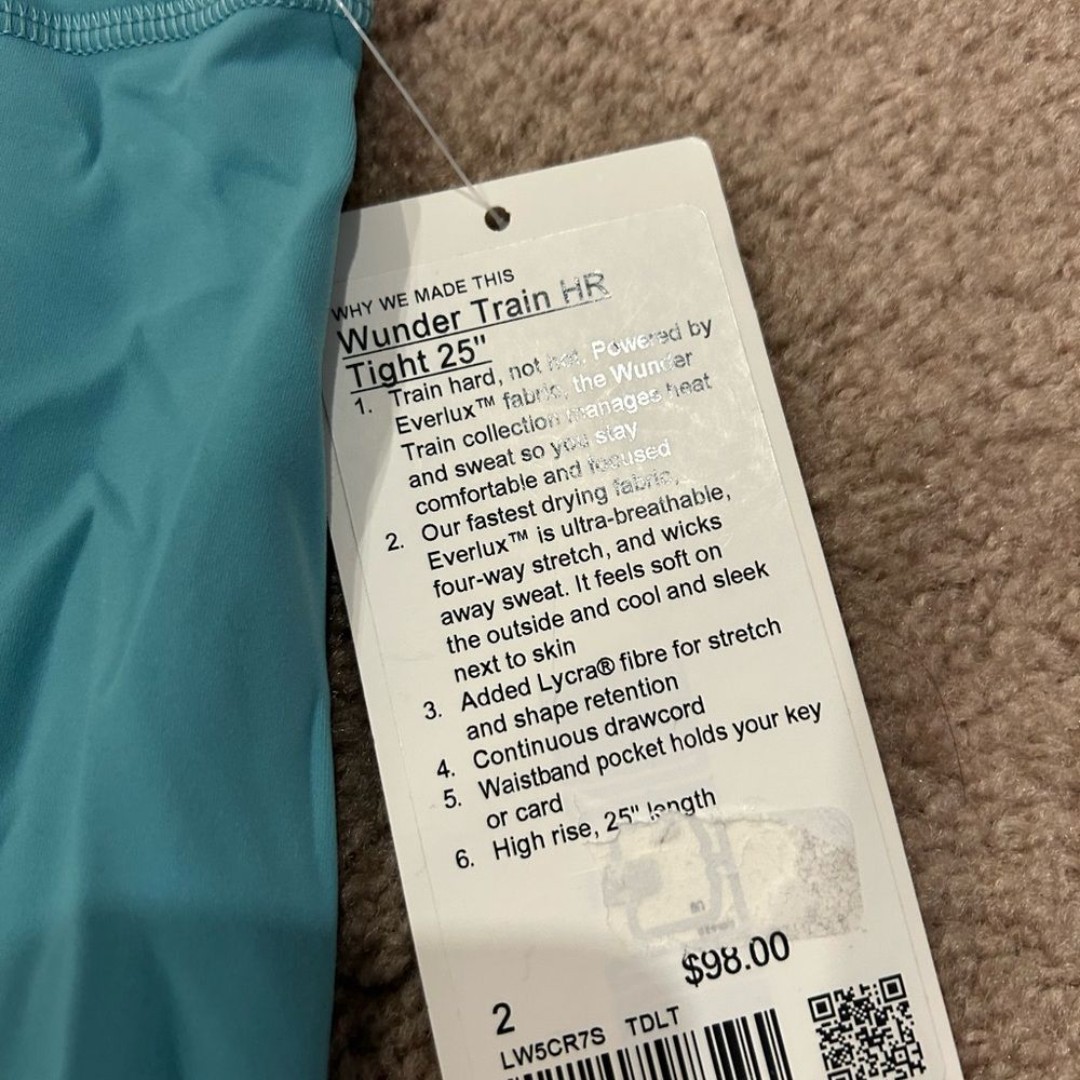 WHY WE MADE THIS
Wunder Train HR
Tight 25"
1. Train hard, not hot. Powered by
Everlux™ fabric, the Wunder
Train collection manages heat
and sweat so you stay
comfortable and focused
2. Our fastest drying fabric,
Everlux™ is ultra-breathable,
four-way stretch, and wicks
away sweat. It feels soft on
the outside and cool and sleek
next to skin
3. Added Lycra® fibre for stretch
and shape retention
4. Continuous drawcord
5. Waistband pocket holds your key
or card
6. High rise, 25" length
$98.00
2
LW5CR7S TDLT